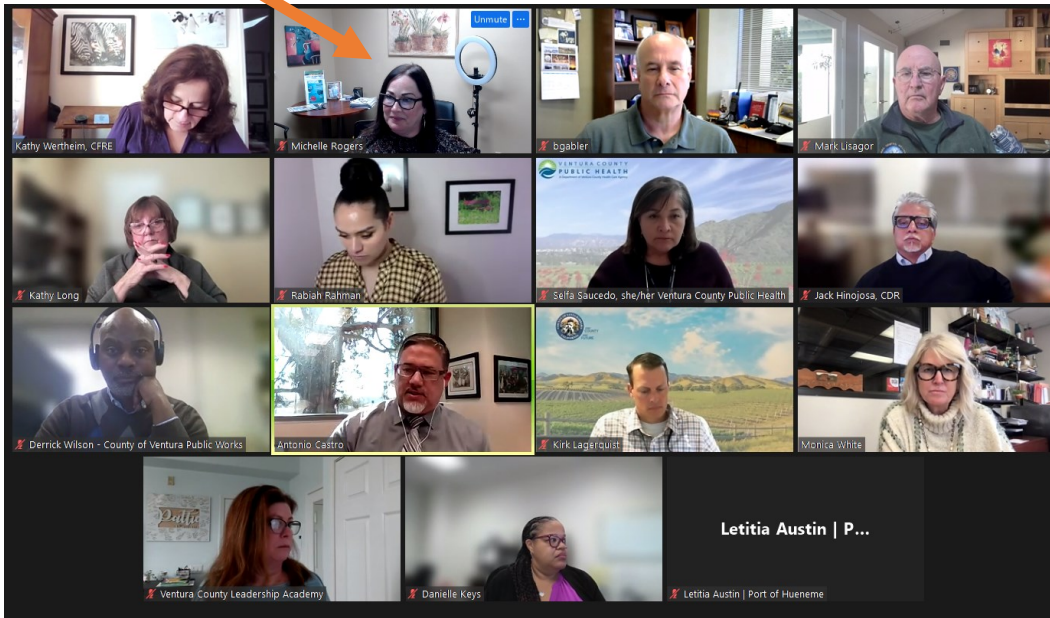 Unmute ...
Kathy Wertheim, CFRE
Michelle Rogers
bgabler
Mark Lisagor
VENTURA COUNTY
PUBLIC HEALTH
Kathy Long
Rabiah Rahman
Selfa Saucedo, she/her Ventura County Public Health
Jack Hinojosa, CDR
Derrick Wilson - County of Ventura Public Works
Antonio Castro
Kirk Lagerquist
Monica White
Letitia Austin | P...
Ventura County Leadership Academy
Danielle Keys
Letitia Austin | Port of Hueneme